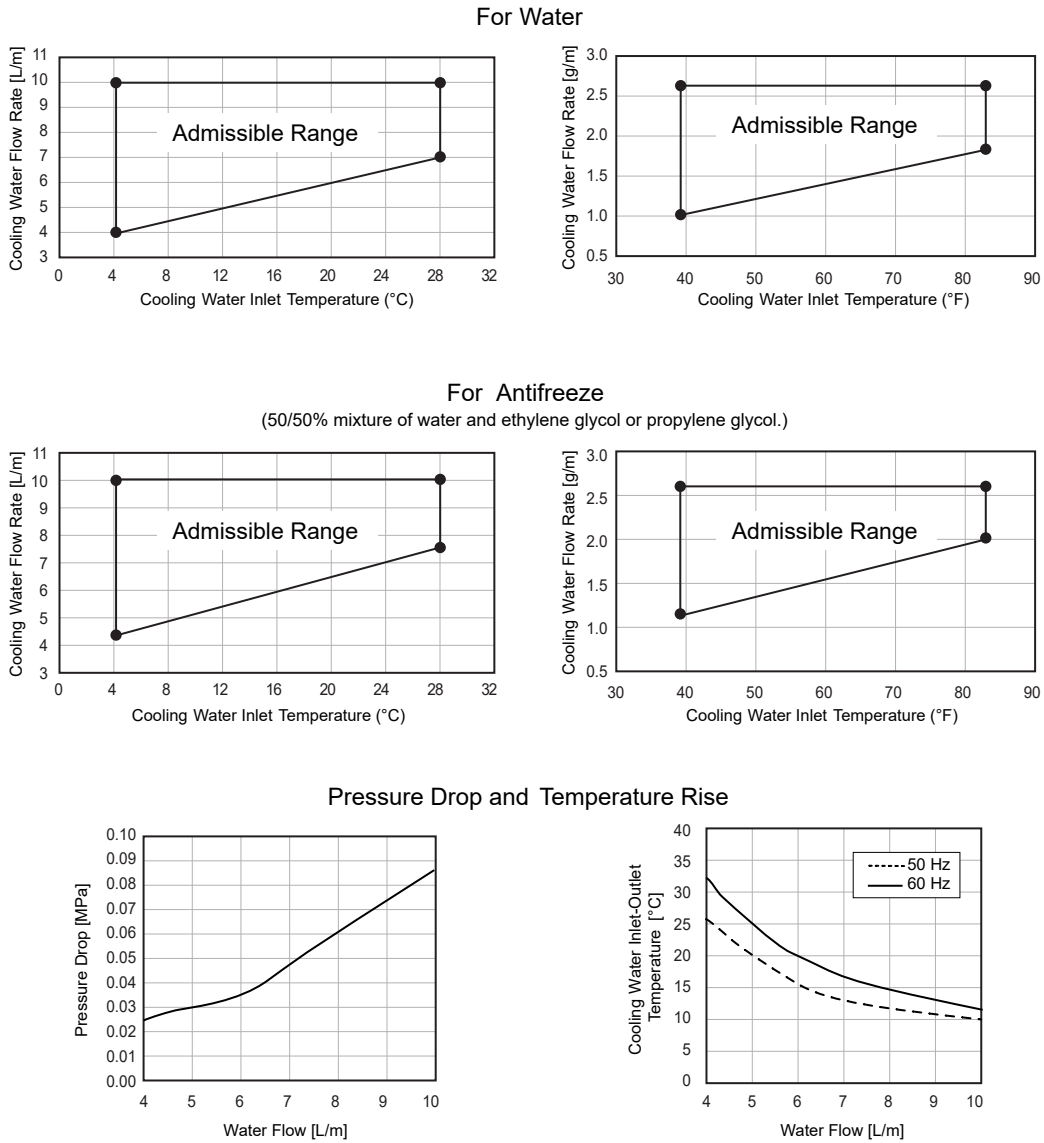 For Water
Cooling Water Flow Rate [L/m]
11
10
9
8
7
6
5
4
3
Admissible Range
0 4 8 12 16 20 24 28 32
Cooling Water Inlet Temperature (°C)
Cooling Water Flow Rate [g/m]
3.0
2.5
2.0
1.5
1.0
0.5
Admissible Range
30 40 50 60 70 80 90
Cooling Water Inlet Temperature (°F)
For Antifreeze
(50/50% mixture of water and ethylene glycol or propylene glycol.)
Cooling Water Flow Rate [L/m]
11
10
9
8
7
6
5
4
3
Admissible Range
0 4 8 12 16 20 24 28 32
Cooling Water Inlet Temperature (°C)
Cooling Water Flow Rate [g/m]
3.0
2.5
2.0
1.5
1.0
0.5
Admissible Range
30 40 50 60 70 80 90
Cooling Water Inlet Temperature (°F)
Pressure Drop and Temperature Rise
Pressure Drop [MPa]
0.10
0.09
0.08
0.07
0.06
0.05
0.04
0.03
0.02
0.01
0.00
4 5 6 7 8 9 10
Water Flow [L/m]
Cooling Water Inlet-Outlet
Temperature [°C]
40
35
30
25
20
15
10
5
0
50 Hz
60 Hz
4 5 6 7 8 9 10
Water Flow [L/m]